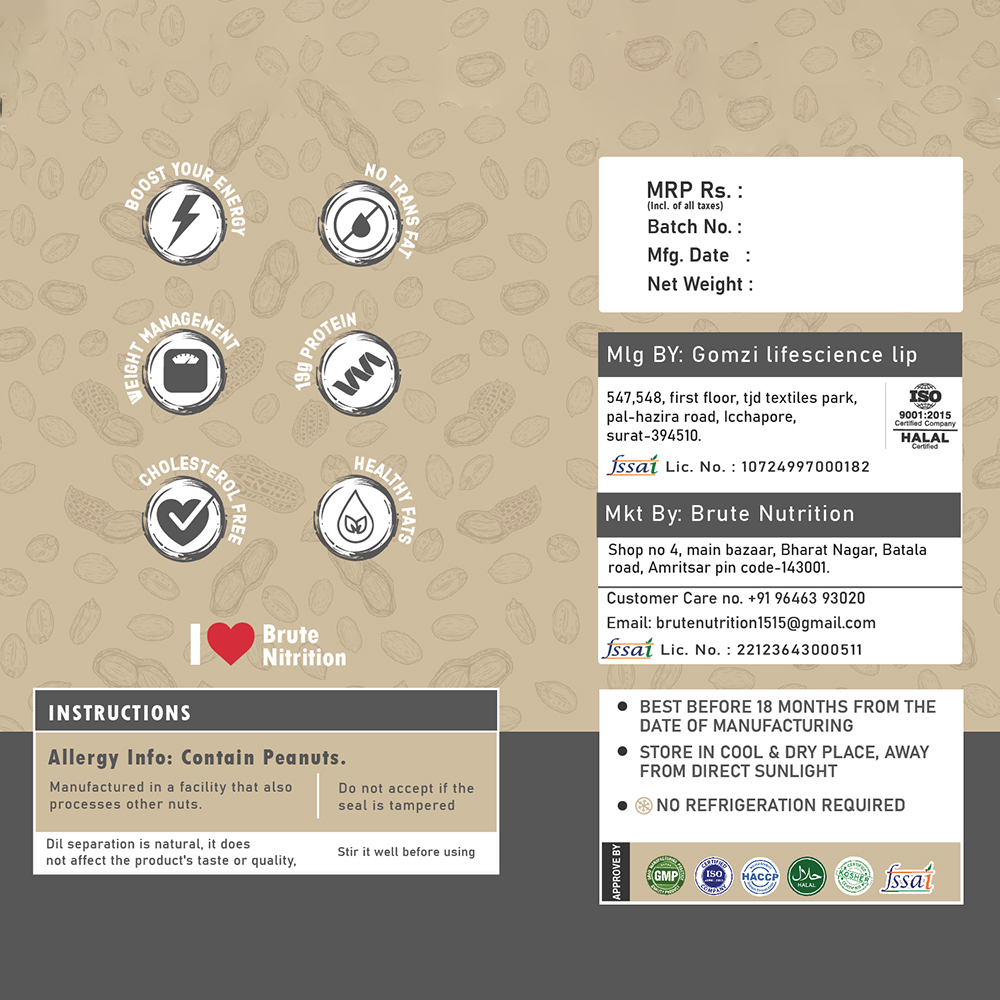 BOOST YOUR ENERGY
NO TRANS FAT
WEIGHT MANAGEMENT
19g PROTEIN
CHOLESTEROL FREE
HEALTHY FATS
I
Brute
Nitrition
INSTRUCTIONS
Allergy Info: Contain Peanuts.
Manufactured in a facility that also
processes other nuts.
Do not accept if the
seal is tampered
Dil separation is natural, it does
not affect the product's taste or quality,
Stir it well before using
MRP Rs. :
(Incl. of all taxes)
Batch No. :
Mfg. Date :
Net Weight :
Mlg BY: Gomzi lifescience lip
547,548, first floor, tjd textiles park,
pal-hazira road, Icchapore,
surat-394510.
fssai Lic. No. : 10724997000182
ISO
9001:2015
Certified Company
HALAL
Certified
Mkt By: Brute Nutrition
Shop no 4, main bazaar, Bharat Nagar, Batala
road, Amritsar pin code-143001.
Customer Care no. +91 96463 93020
Email: brutenutrition1515@gmail.com
fssai Lic. No. : 22123643000511
BEST BEFORE 18 MONTHS FROM THE
DATE OF MANUFACTURING
STORE IN COOL & DRY PLACE, AWAY
FROM DIRECT SUNLIGHT
NO REFRIGERATION REQUIRED
APPROVE BY
GMP
CERTIFIED
ISO
COMPANY
HACCP
حلال
HALAL
CERTIFIED
KOSHER
fssai